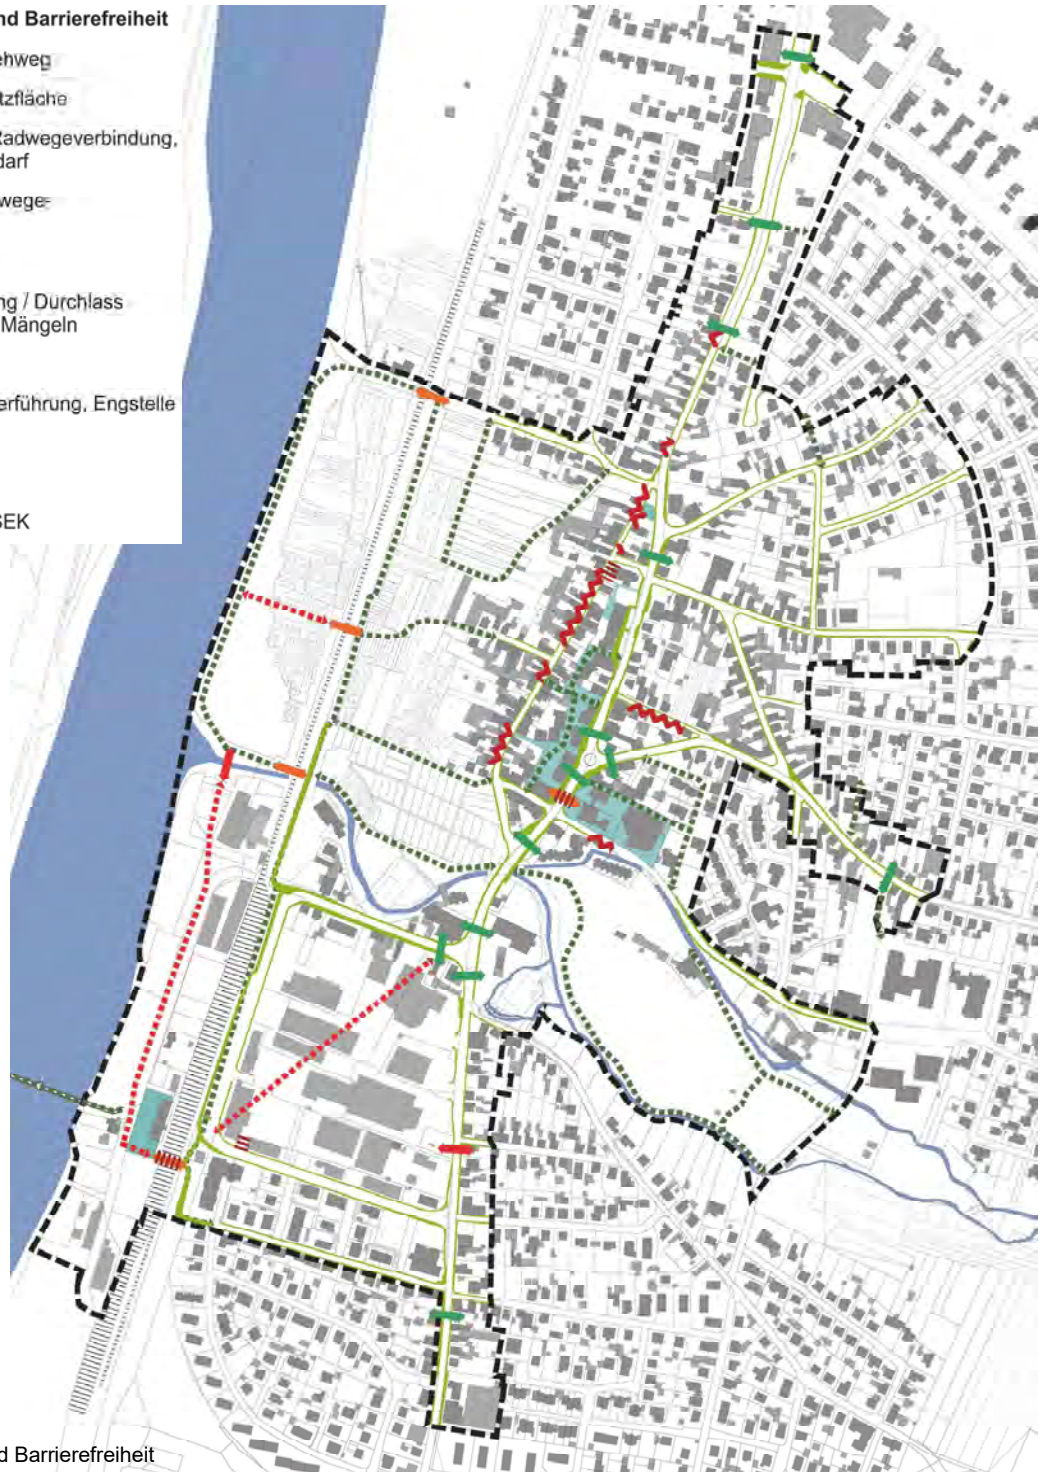 nd Barrierefreiheit
ehweg
tzfläche
Radwegeverbindung,
darf
wege-
ng / Durchlass
Mängeln
erführung, Engstelle
SEK
d Barrierefreiheit